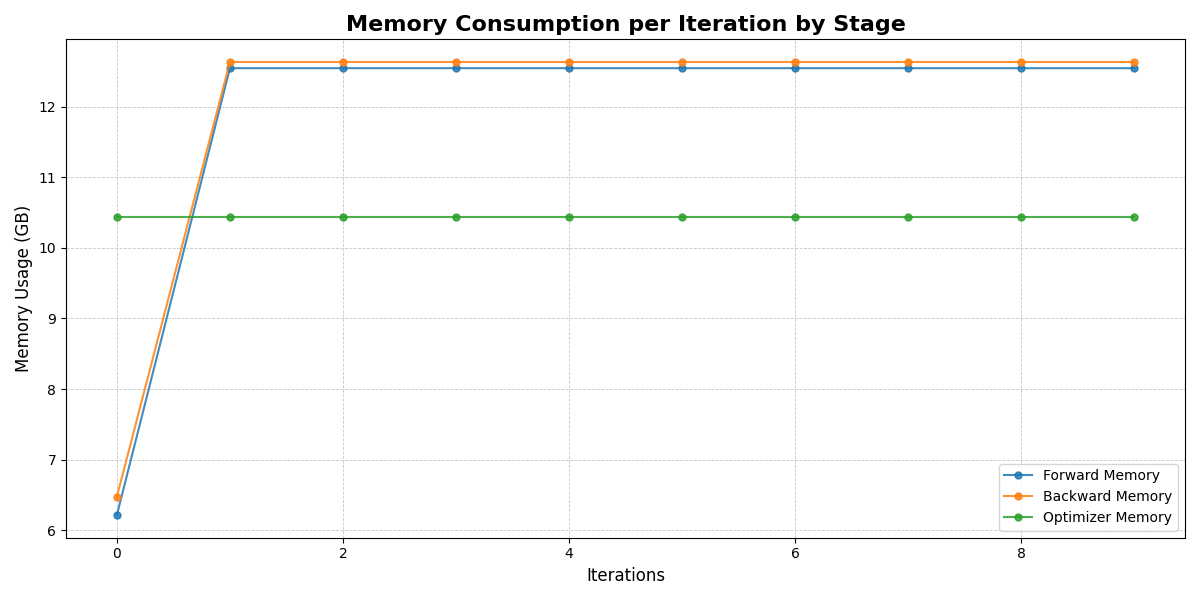 Memory Consumption per Iteration by Stage
Memory Usage (GB)
12
11
10
9
8
7
6
0 2 4 6 8
Iterations
Forward Memory
Backward Memory
Optimizer Memory